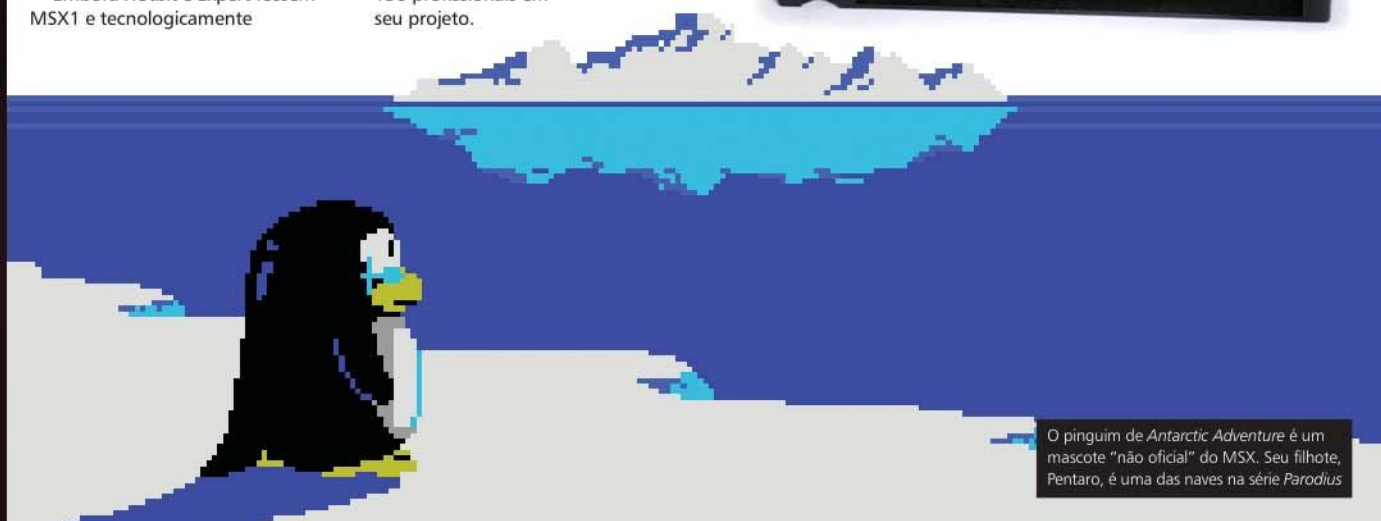 MSX1 e tecnologicamente
seu projeto.
O pinguim de Antarctic Adventure é um
mascote “não oficial” do MSX. Seu filhote,
Pentaro, é uma das naves na série Parodius